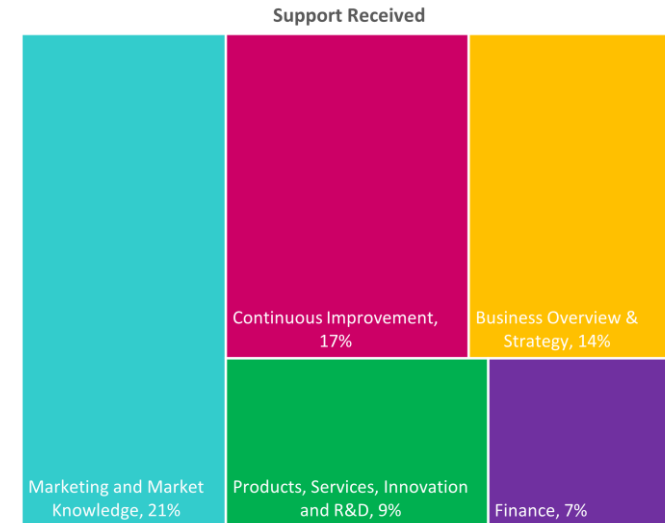 Support Received
Continuous Improvement,
17%
Business Overview &
Strategy, 14%
Marketing and Market
Knowledge, 21%
Products, Services, Innovation
and R&D, 9%
Finance, 7%